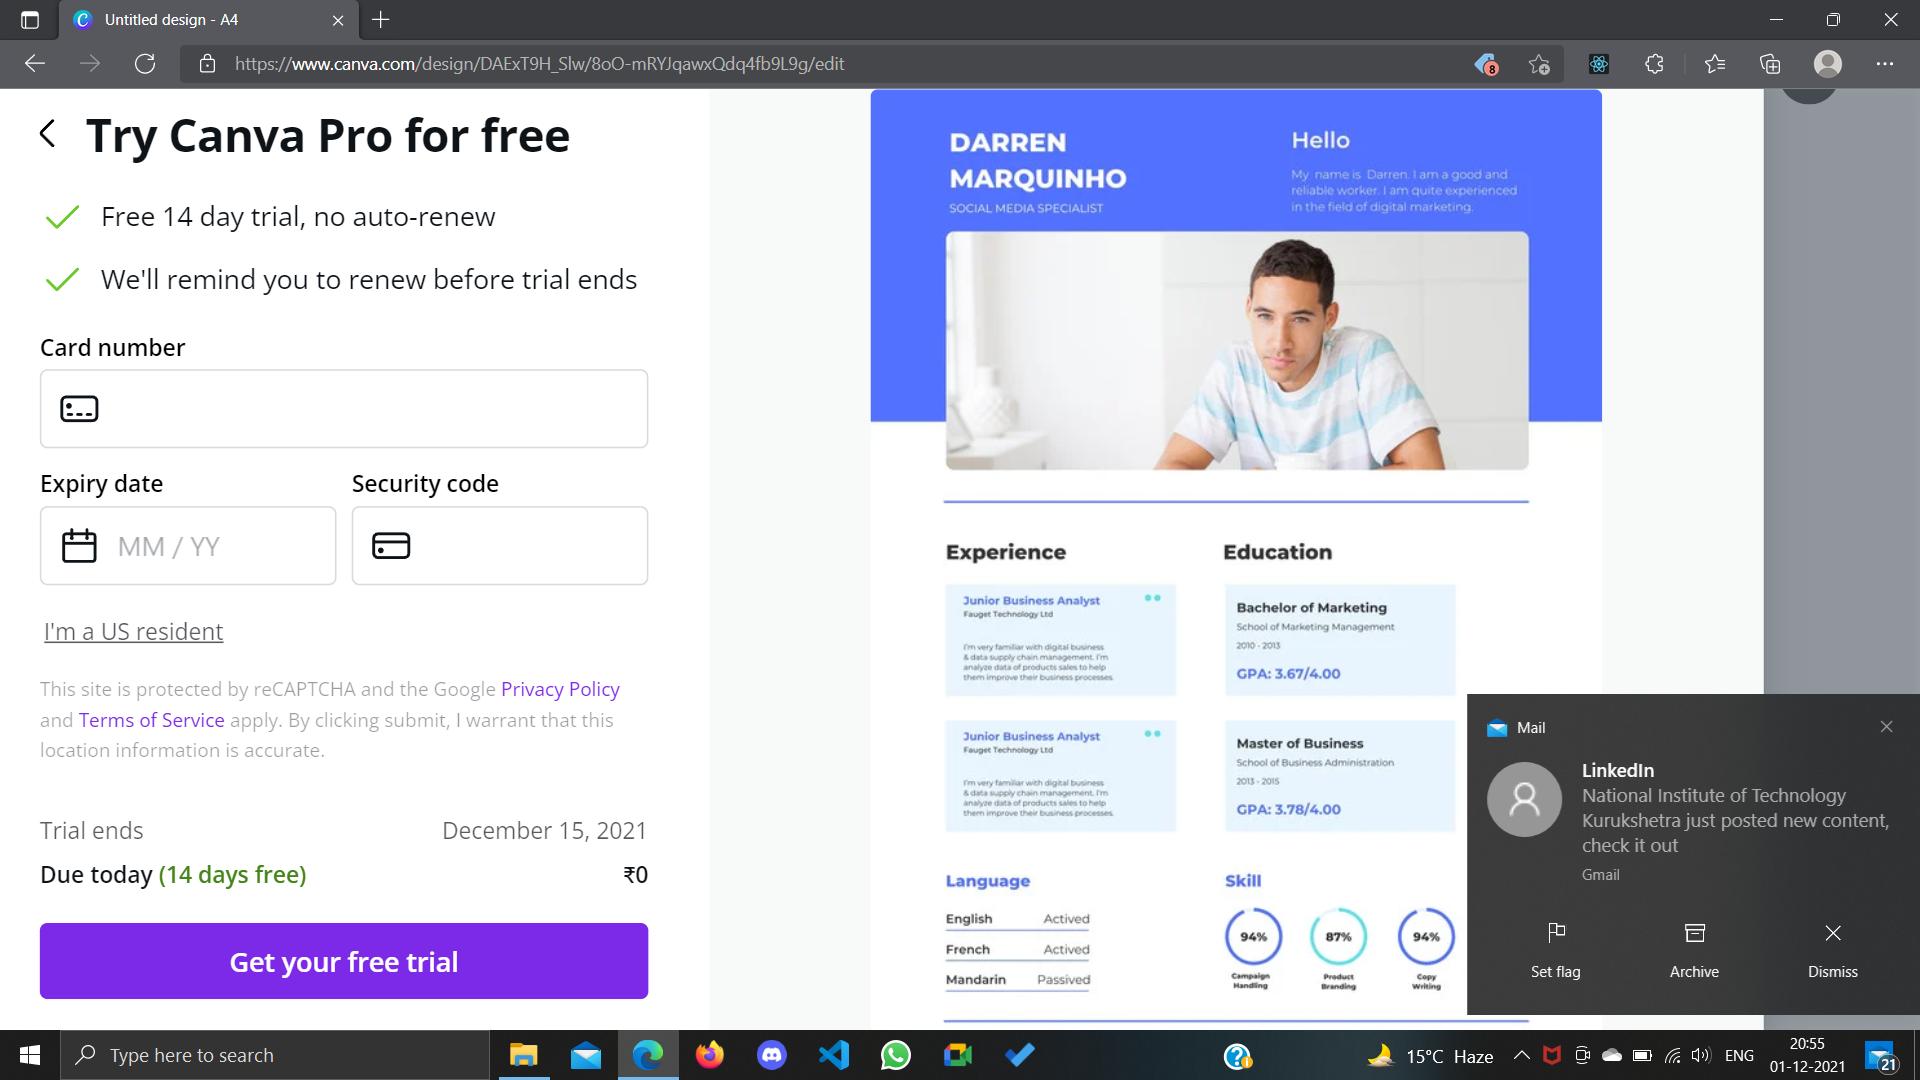 Untitled design - A4
https://www.canva.com/design/DAExT9H_Slw/8oO-mRYJqawxQdq4fb9L9g/edit
8
Try Canva Pro for free
Free 14 day trial, no auto-renew
We'll remind you to renew before trial ends
Card number
Expiry date
Security code
MM / YY
I'm a US resident
This site is protected by reCAPTCHA and the Google Privacy Policy
and Terms of Service apply. By clicking submit, I warrant that this
location information is accurate.
Trial ends
December 15, 2021
Due today (14 days free)
₹0
Get your free trial
DARREN
MARQUINHO
SOCIAL MEDIA SPECIALIST
Hello
My name is Darren. I am a good and
reliable worker. I am quite experienced
in the field of digital marketing.
Experience
Junior Business Analyst
Fauget Technology Ltd
I'm very familiar with digital business
& data supply chain management. I'm
analyze data of products sales to help
them improve their business processes.
Junior Business Analyst
Fauget Technology Ltd
I'm very familiar with digital business
& data supply chain management. I'm
analyze data of products sales to help
them improve their business processes.
Education
Bachelor of Marketing
School of Marketing Management
2010 - 2013
GPA: 3.67/4.00
Master of Business
School of Business Administration
2013 - 2015
GPA: 3.78/4.00
Language
English Actived
French Actived
Mandarin Passived
Skill
94% 87% 94%
Campaign
Handling
Product
Branding
Copy
Writing
Mail
LinkedIn
National Institute of Technology
Kurukshetra just posted new content,
check it out
Gmail
Set flag
Archive
Dismiss
Type here to search
15°C Haze
ENG
20:55
01-12-2021
21